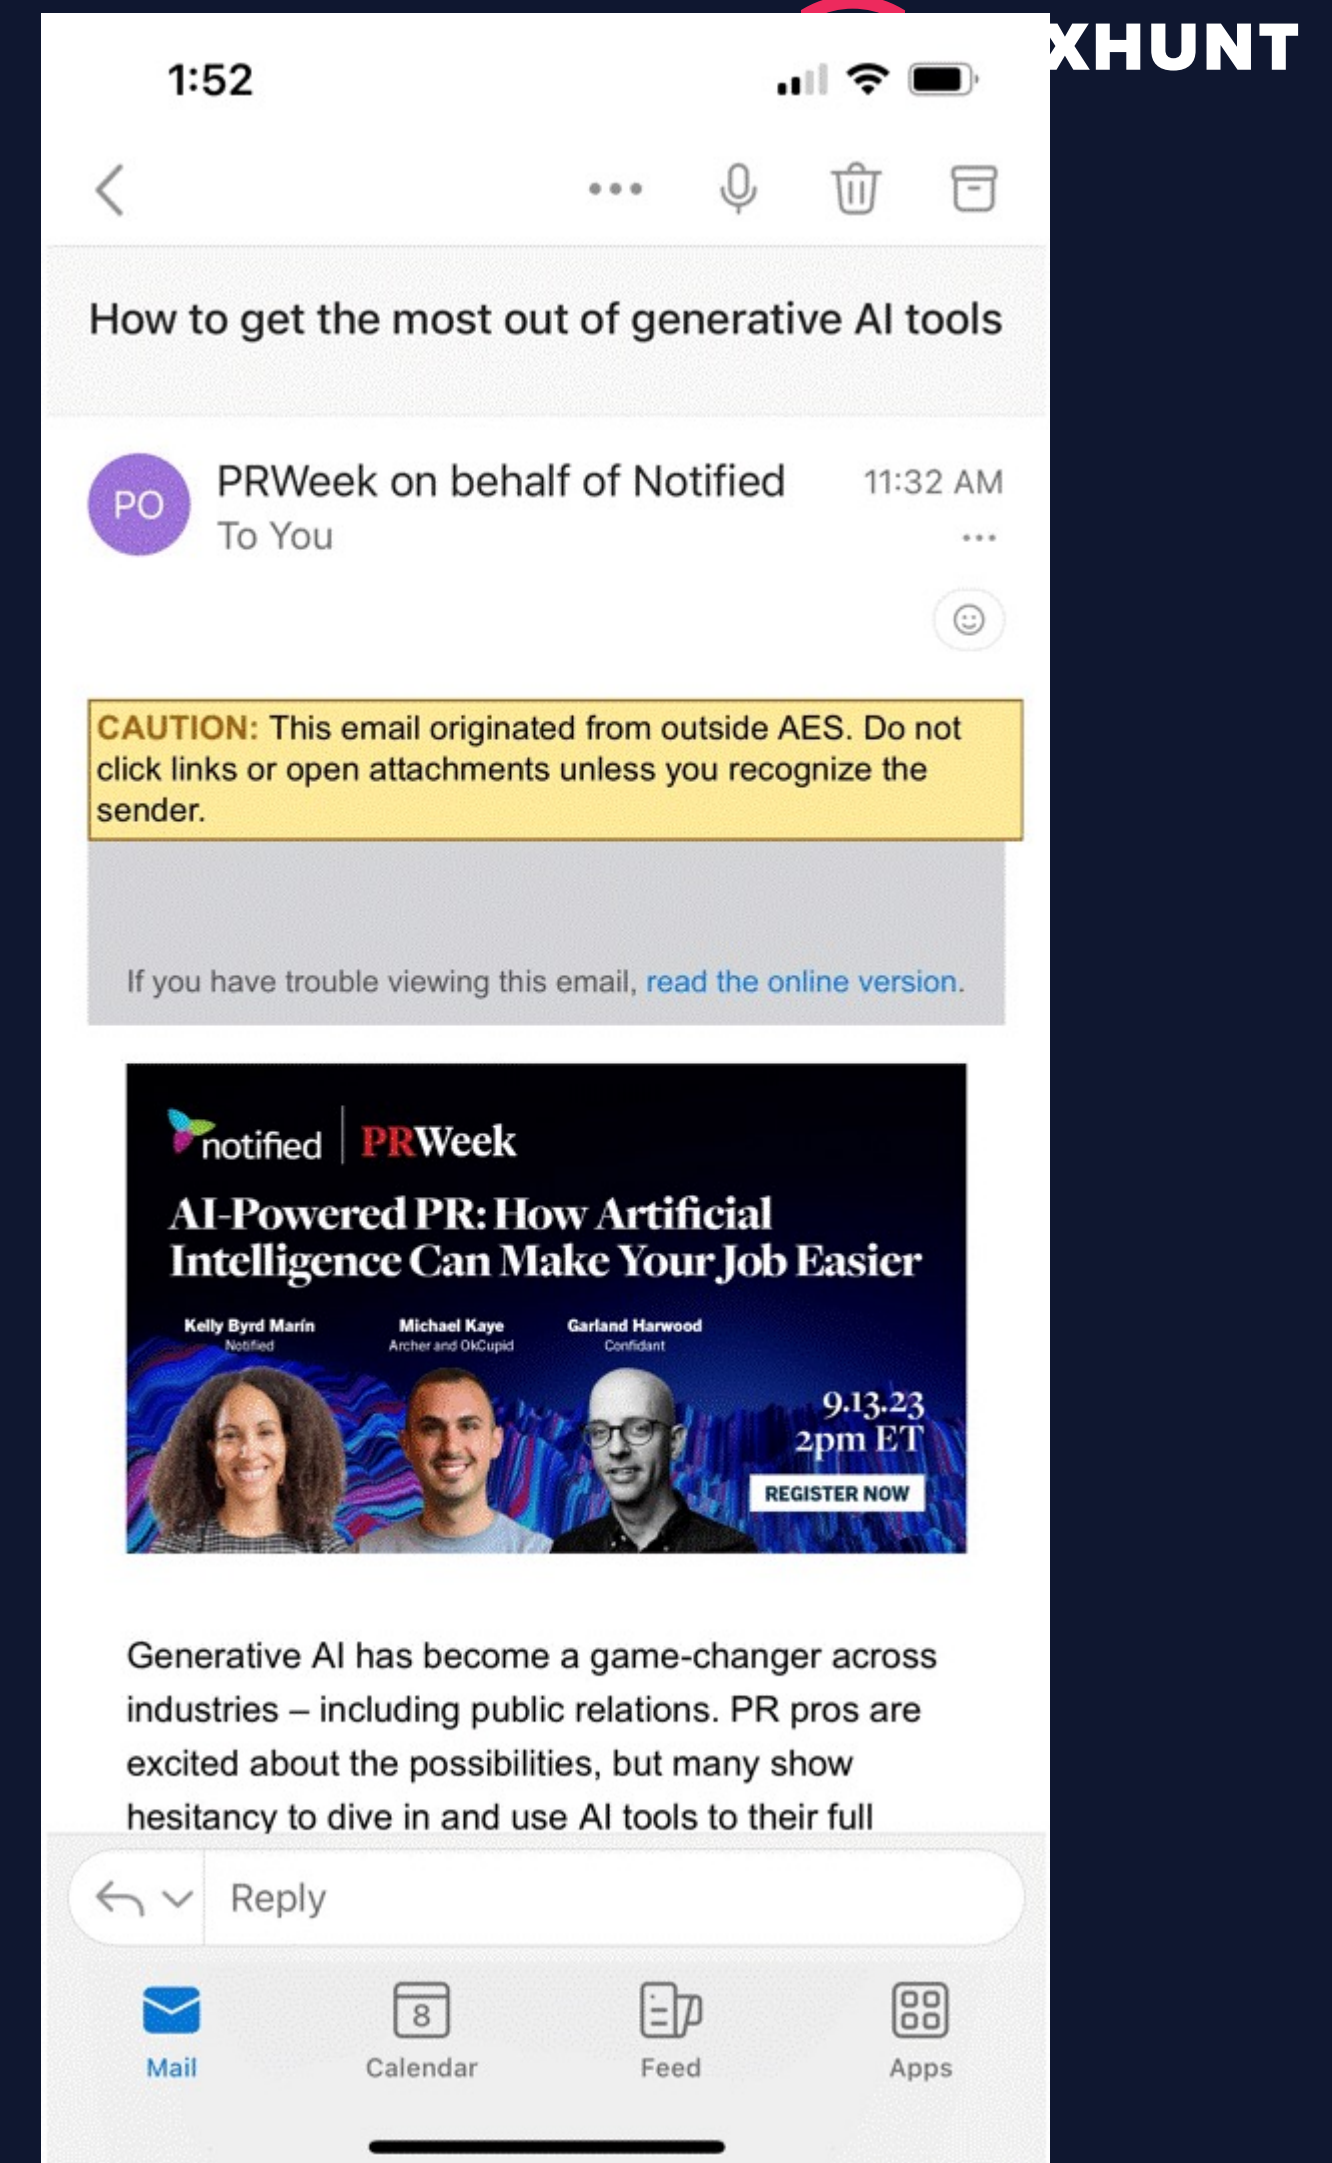 XHUNT
1:52
How to get the most out of generative AI tools
PO
PRWeek on behalf of Notified
11:32 AM
To You
CAUTION: This email originated from outside AES. Do not
click links or open attachments unless you recognize the
sender.
If you have trouble viewing this email, read the online version.
notified
PRWeek
AI-Powered PR: How Artificial
Intelligence Can Make Your Job Easier
Kelly Byrd Marín
Notified
Michael Kaye
Archer and OkCupid
Garland Harwood
Confidant
9.13.23
2pm ET
REGISTER NOW
Generative AI has become a game-changer across
industries – including public relations. PR pros are
excited about the possibilities, but many show
hesitancy to dive in and use AI tools to their full
Reply
8
Mail
Calendar
Feed
Apps